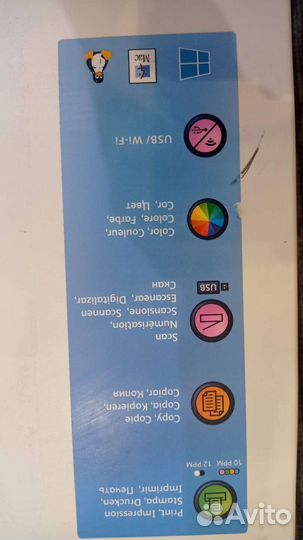 Print, Impression
Stampa, Drucken,
Imprimir, Печать
10 PPM 12 PPM
Copy, Copie
Copia, Kopieren,
Copiar, Копия
Scan
Numérisation,
Scansione, Scannen
Escanear, Digitalizar,
Скан
USB
Color, Couleur,
Colore, Farbe,
Cor, Цвет
USB/ Wi-Fi
Mac
Avito